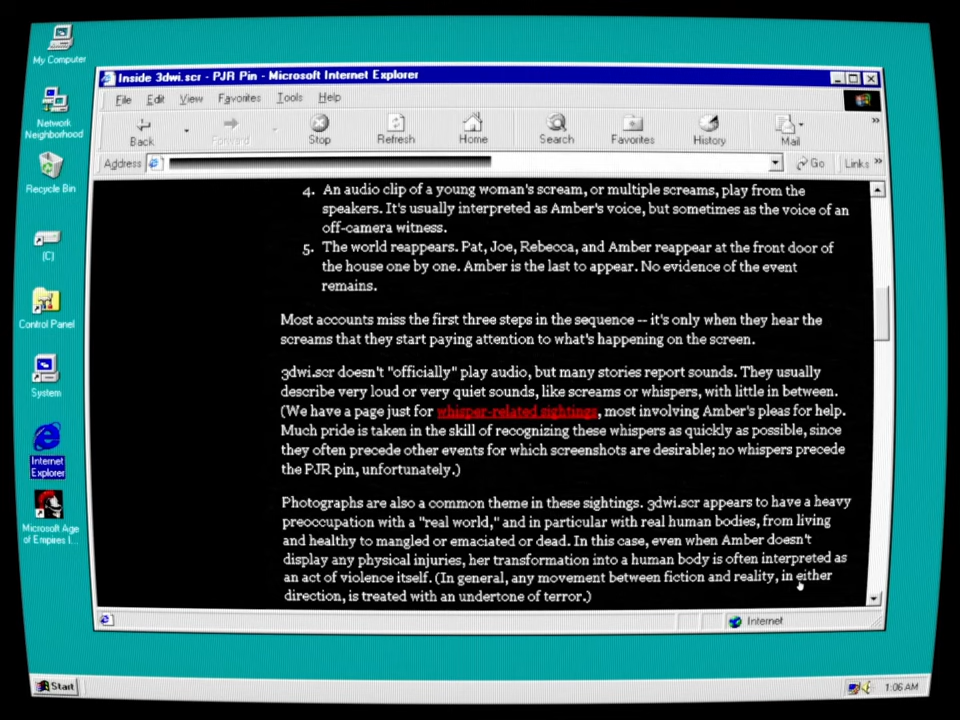 My Computer
Network
Neighborhood
Recycle Bin
(C)
Control Panel
System
Internet
Explorer
Microsoft Age
of Empires I...
Inside 3dwi.scr - PJR Pin - Microsoft Internet Explorer
File Edit View Favorites Tools Help
Back Forward Stop Refresh Home Search Favorites History Mail »
Address Go Links »
4. An audio clip of a young woman's scream, or multiple screams, play from the
speakers. It's usually interpreted as Amber's voice, but sometimes as the voice of an
off-camera witness.
5. The world reappears. Pat, Joe, Rebecca, and Amber reappear at the front door of
the house one by one. Amber is the last to appear. No evidence of the event
remains.
Most accounts miss the first three steps in the sequence -- it's only when they hear the
screams that they start paying attention to what's happening on the screen.
3dwi.scr doesn't "officially" play audio, but many stories report sounds. They usually
describe very loud or very quiet sounds, like screams or whispers, with little in between.
(We have a page just for whisper-related sightings, most involving Amber's pleas for help.
Much pride is taken in the skill of recognizing these whispers as quickly as possible, since
they often precede other events for which screenshots are desirable; no whispers precede
the PJR pin, unfortunately.)
Photographs are also a common theme in these sightings. 3dwi.scr appears to have a heavy
preoccupation with a "real world," and in particular with real human bodies, from living
and healthy to mangled or emaciated or dead. In this case, even when Amber doesn't
display any physical injuries, her transformation into a human body is often interpreted as
an act of violence itself. (In general, any movement between fiction and reality, in either
direction, is treated with an undertone of terror.)
Internet
Start
1:06 AM